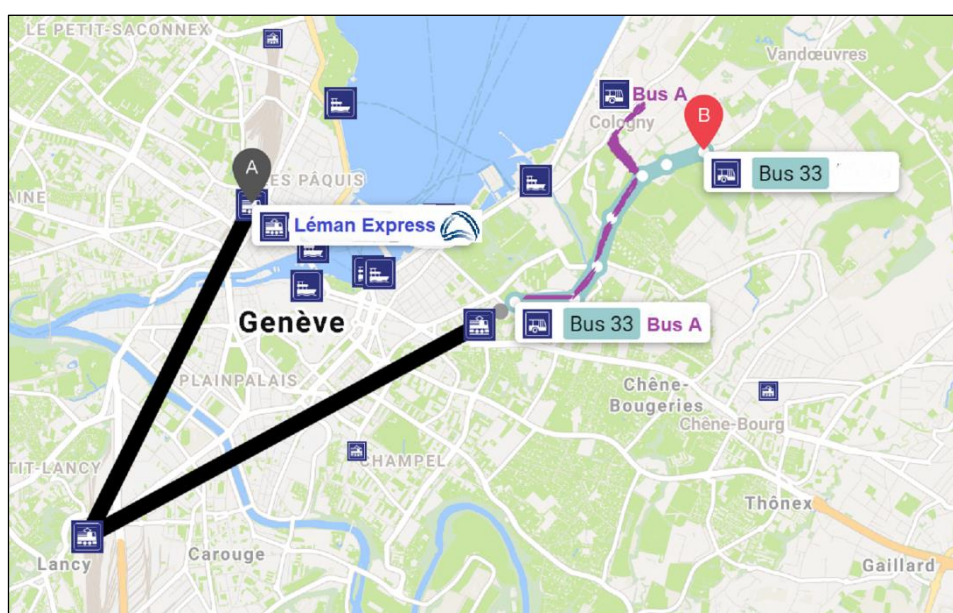 LE PETIT-SACONNEX
Vandœuvres
Bus A
Cologny
B
A
ES PÂQUIS
Bus 33
AINE
Léman Express
Genève
Bus 33 Bus A
PLAINPALAIS
Chêne-
Bougeries
Chêne-Bourg
CHAMPEL
TIT-LANCY
Thônex
Lancy
Carouge
Gaillard